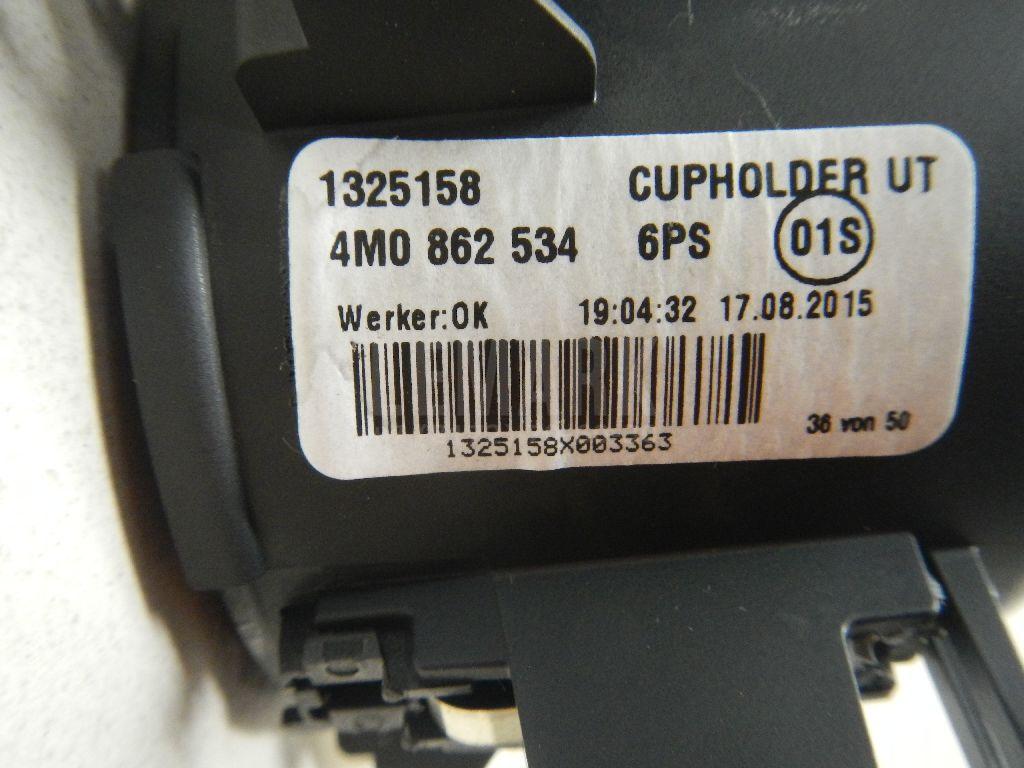 1325158 CUPHOLDER UT
4M0 862 534 6PS 01S
Werker:OK 19:04:32 17.08.2015
36 von 50
1325158X003363